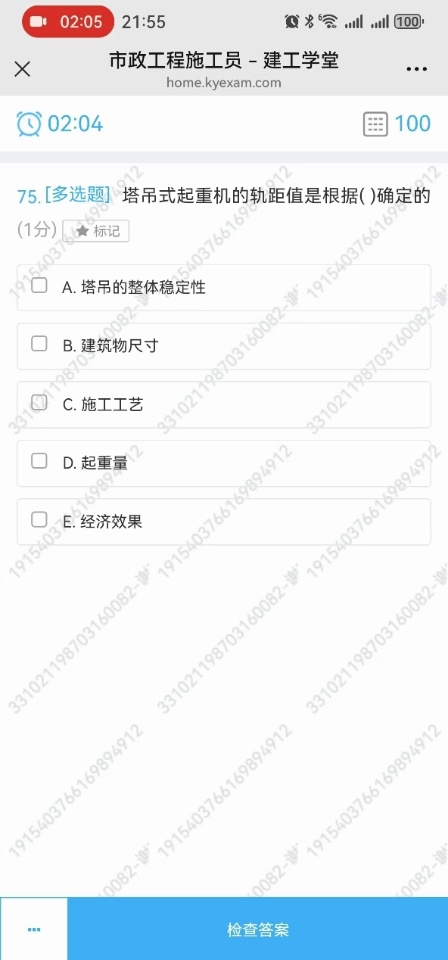 02:05 21:55 6 100
市政工程施工员 – 建工学堂
home.kyexam.com
02:04 100
75. [多选题] 塔吊式起重机的轨距值是根据( )确定的
(1分) ★ 标记
A. 塔吊的整体稳定性
B. 建筑物尺寸
C. 施工工艺
D. 起重量
E. 经济效果
检查答案